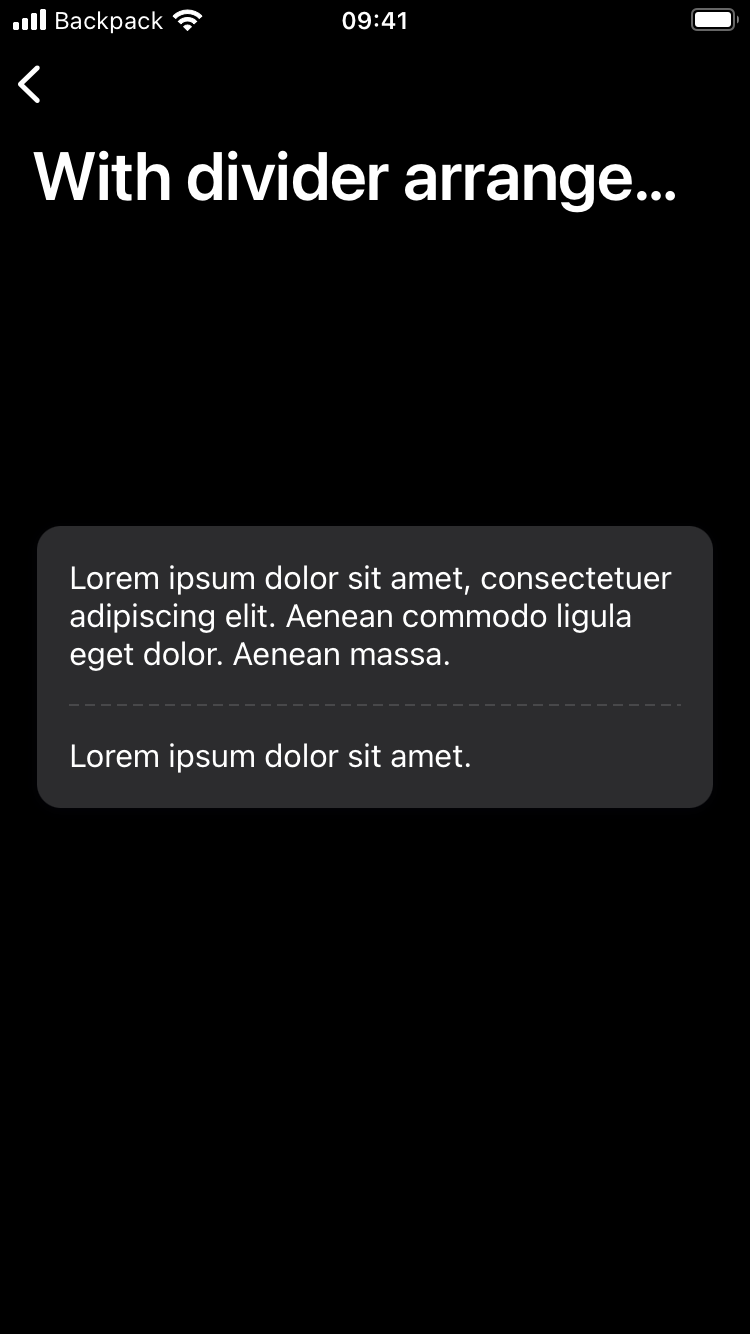 Backpack 09:41
With divider arrange...
Lorem ipsum dolor sit amet, consectetuer
adipiscing elit. Aenean commodo ligula
eget dolor. Aenean massa.
Lorem ipsum dolor sit amet.